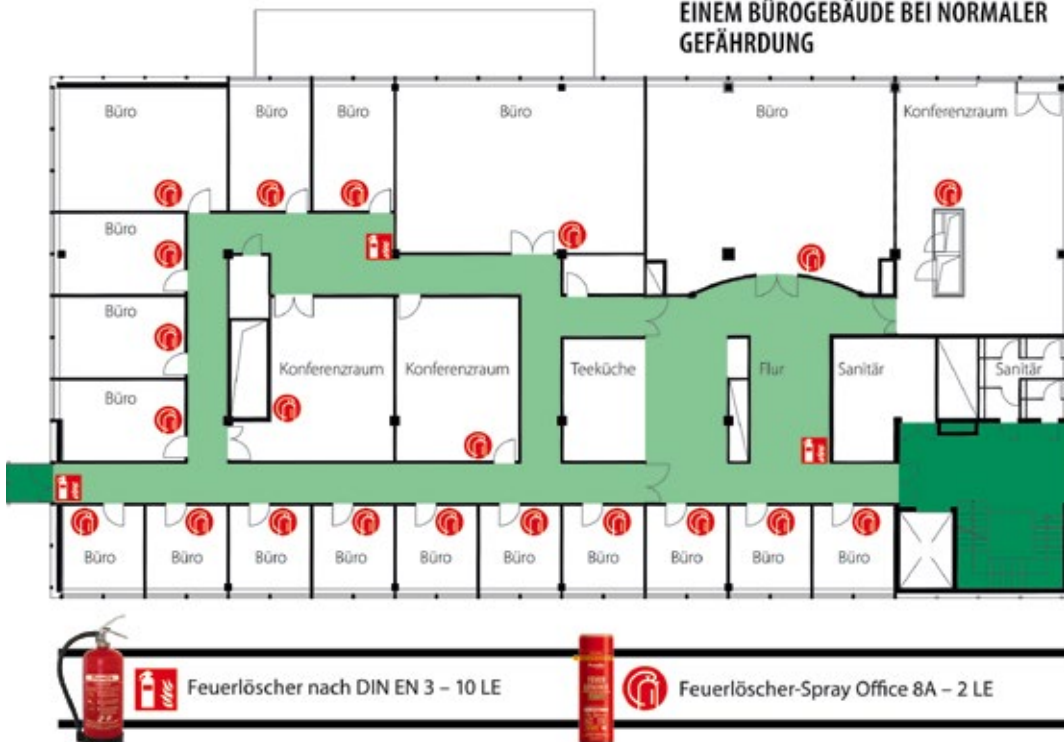 EINEM BÜROGEBÄUDE BEI NORMALER
GEFÄHRDUNG
Büro
Büro
Büro
Büro
Büro
Konferenzraum
Büro
Büro
Büro
Konferenzraum
Konferenzraum
Teeküche
Flur
Sanitär
Sanitär
Büro
Büro
Büro
Büro
Büro
Büro
Büro
Büro
Büro
Büro
Feuerlöscher nach DIN EN 3 – 10 LE
Feuerlöscher-Spray Office 8A – 2 LE